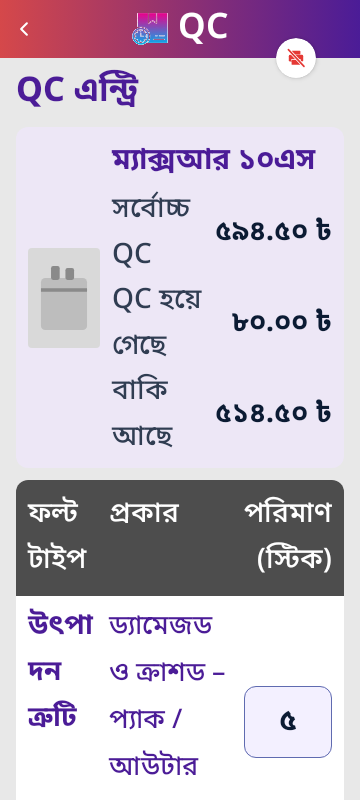 QC
QC এন্ট্রি
ম্যাক্সআর ১০এস
সর্বোচ্চ
QC
৫৯৪.৫০ ৳
QC হয়ে
গেছে
৮০.০০ ৳
বাকি
আছে
৫১৪.৫০ ৳
ফল্ট
টাইপ
প্রকার
পরিমাণ
(স্টিক)
উৎপা
দন
ত্রুটি
ড্যামেজড
ও ক্রাশড –
প্যাক /
আউটার
৫